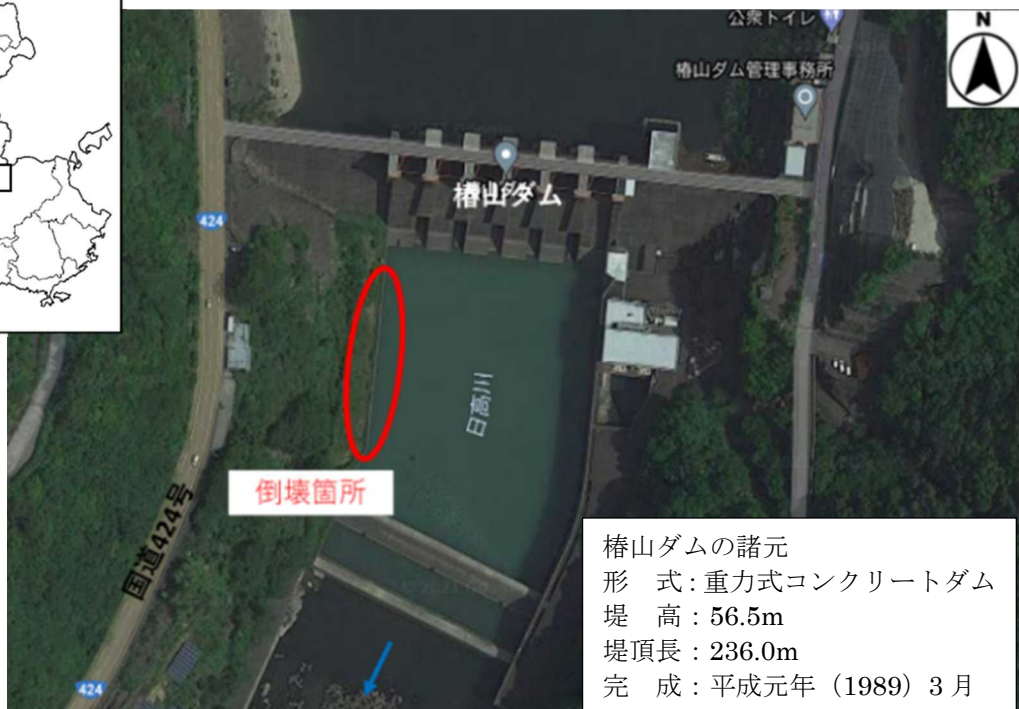 公衆トイレ
N
椿山ダム管理事務所
椿山ダム
424
日高川
倒壊箇所
国道424号
424
椿山ダムの諸元
形　式：重力式コンクリートダム
堤　高：56.5m
堤頂長：236.0m
完　成：平成元年（1989）3月